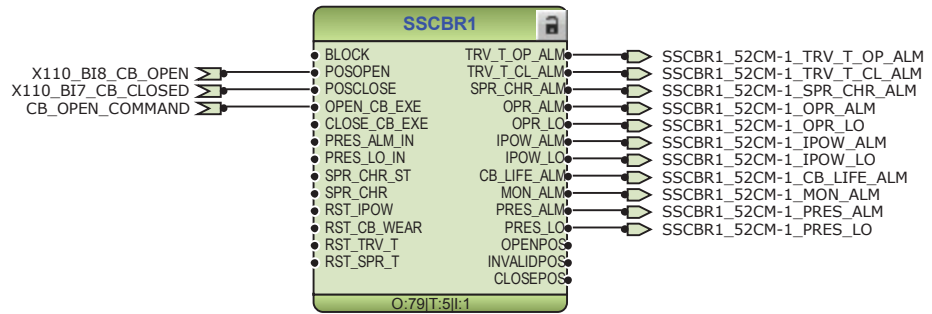 SSCBR1
BLOCK TRV_T_OP_ALM SSCBR1_52CM-1_TRV_T_OP_ALM
X110_BI8_CB_OPEN POSOPEN TRV_T_CL_ALM SSCBR1_52CM-1_TRV_T_CL_ALM
X110_BI7_CB_CLOSED POSCLOSE SPR_CHR_ALM SSCBR1_52CM-1_SPR_CHR_ALM
CB_OPEN_COMMAND OPEN_CB_EXE OPR_ALM SSCBR1_52CM-1_OPR_ALM
CLOSE_CB_EXE OPR_LO SSCBR1_52CM-1_OPR_LO
PRES_ALM_IN IPOW_ALM SSCBR1_52CM-1_IPOW_ALM
PRES_LO_IN IPOW_LO SSCBR1_52CM-1_IPOW_LO
SPR_CHR_ST CB_LIFE_ALM SSCBR1_52CM-1_CB_LIFE_ALM
SPR_CHR MON_ALM SSCBR1_52CM-1_MON_ALM
RST_IPOW PRES_ALM SSCBR1_52CM-1_PRES_ALM
RST_CB_WEAR PRES_LO SSCBR1_52CM-1_PRES_LO
RST_TRV_T OPENPOS
RST_SPR_T INVALIDPOS
CLOSEPOS
O:79|T:5|I:1